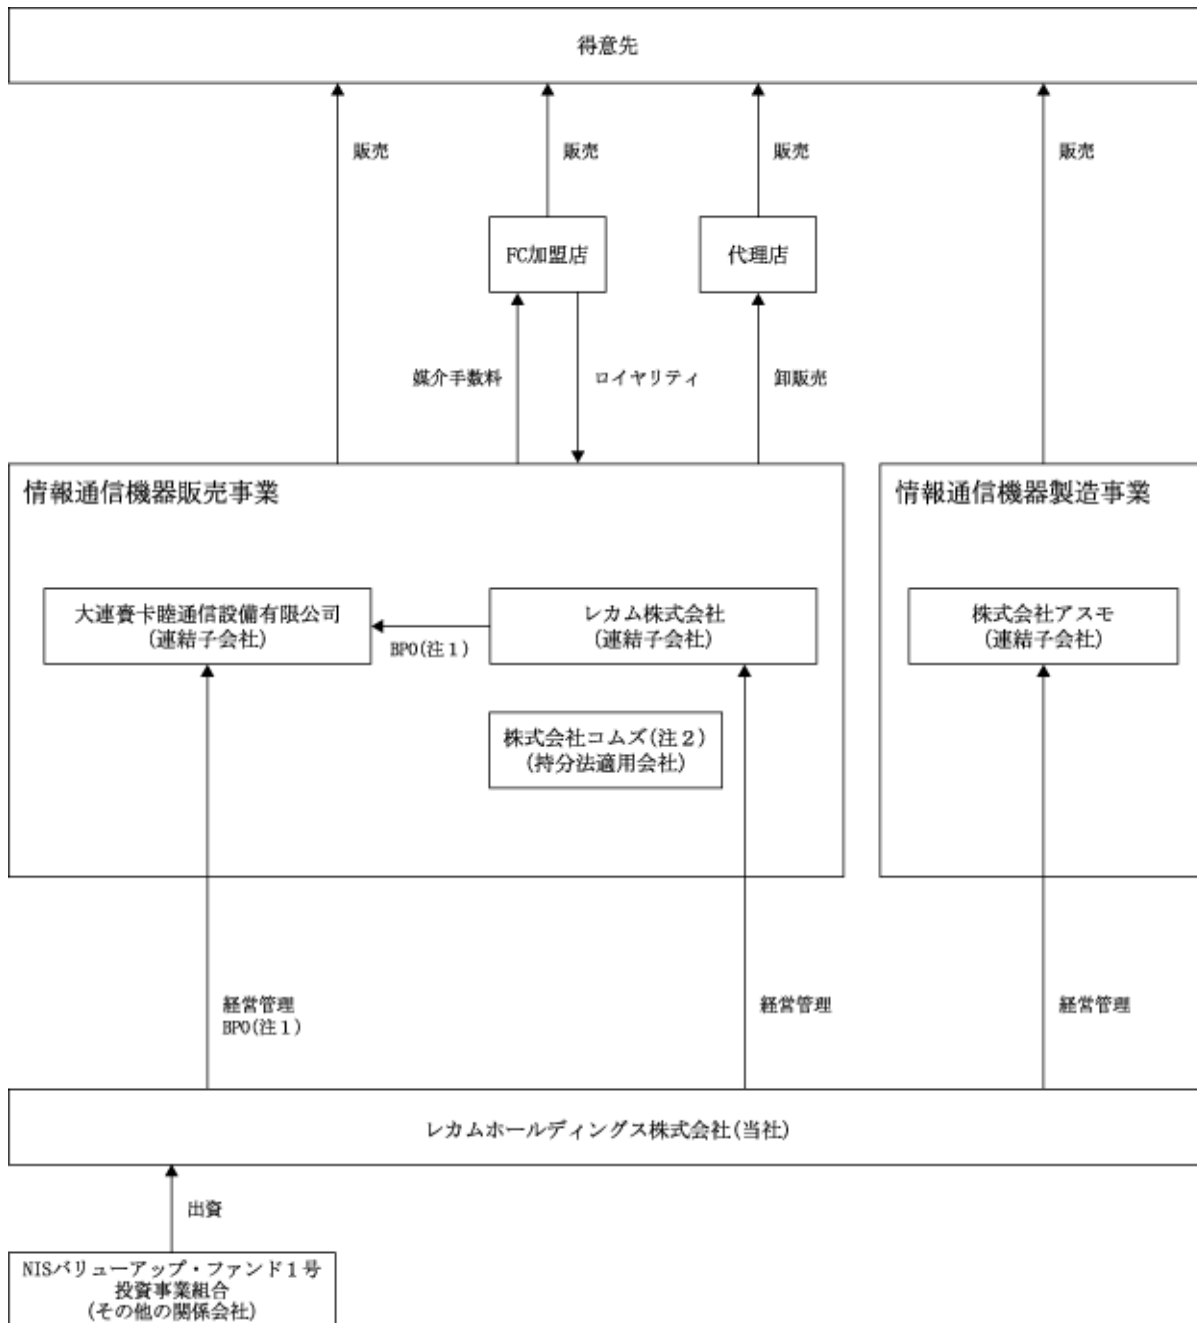 得意先
販売
販売
販売
販売
FC加盟店
代理店
媒介手数料
ロイヤリティ
卸販売
情報通信機器販売事業
情報通信機器製造事業
大連賚卡睦通信設備有限公司
(連結子会社)
BPO(注1)
レカム株式会社
(連結子会社)
株式会社アスモ
(連結子会社)
株式会社コムズ(注2)
(持分法適用会社)
経営管理
BPO(注1)
経営管理
経営管理
レカムホールディングス株式会社(当社)
出資
NISバリューアップ・ファンド1号
投資事業組合
(その他の関係会社)